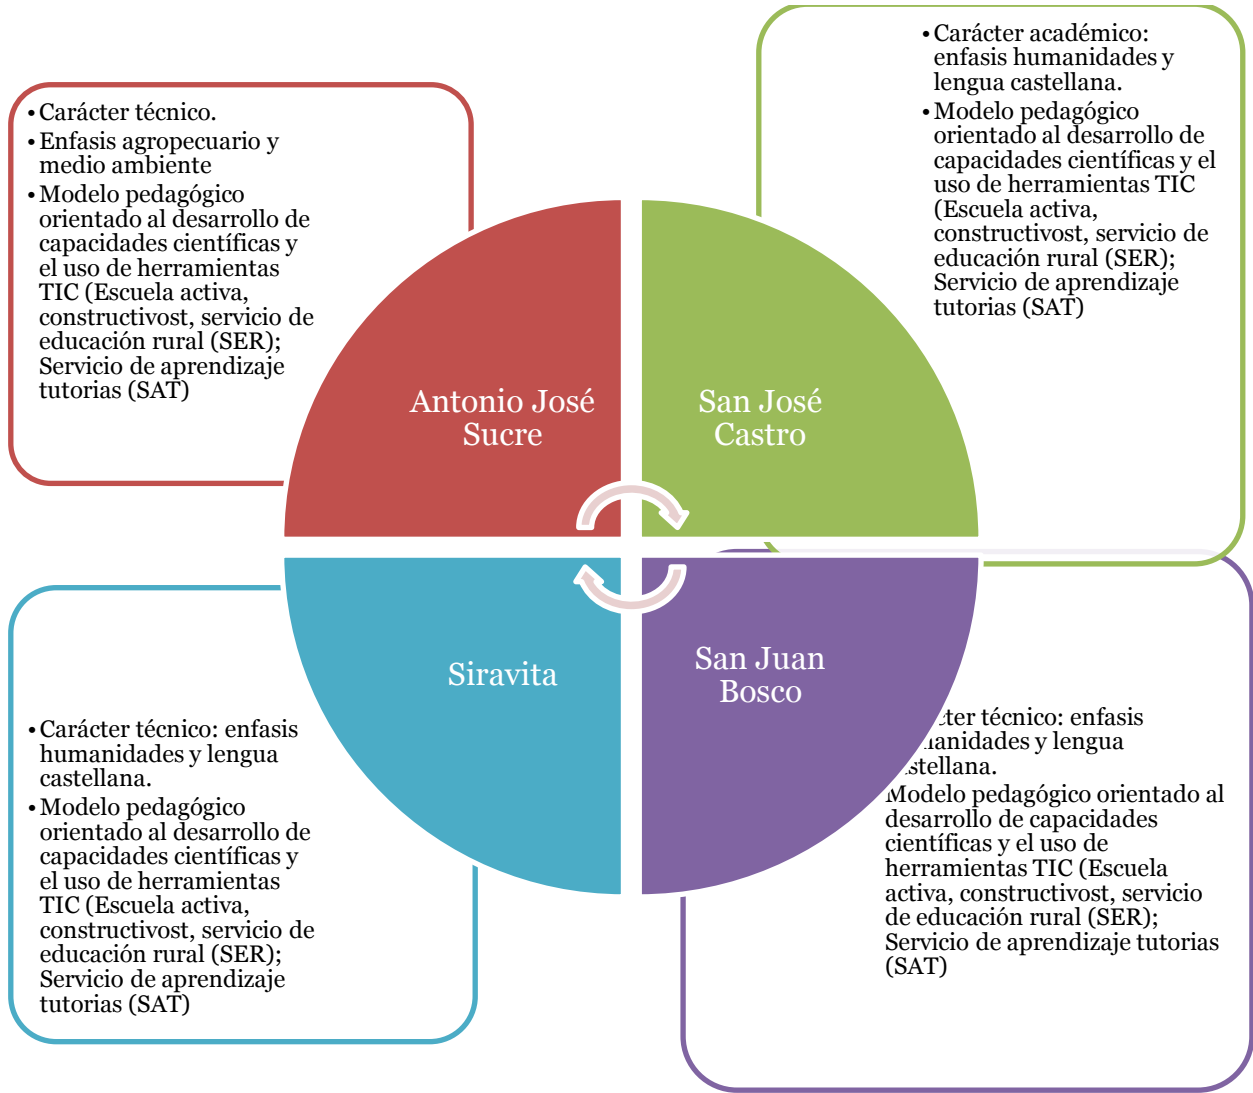 • Carácter técnico.
• Enfasis agropecuario y
medio ambiente
• Modelo pedagógico
orientado al desarrollo de
capacidades científicas y
el uso de herramientas
TIC (Escuela activa,
constructivost, servicio de
educación rural (SER);
Servicio de aprendizaje
tutorias (SAT)
• Carácter académico:
enfasis humanidades y
lengua castellana.
• Modelo pedagógico
orientado al desarrollo de
capacidades científicas y el
uso de herramientas TIC
(Escuela activa,
constructivost, servicio de
educación rural (SER);
Servicio de aprendizaje
tutorias (SAT)
Antonio José
Sucre
San José
Castro
Siravita
San Juan
Bosco
• Carácter técnico: enfasis
humanidades y lengua
castellana.
• Modelo pedagógico
orientado al desarrollo de
capacidades científicas y
el uso de herramientas
TIC (Escuela activa,
constructivost, servicio de
educación rural (SER);
Servicio de aprendizaje
tutorias (SAT)
técnico: enfasis
y lengua
Modelo pedagógico orientado al
desarrollo de capacidades
científicas y el uso de
herramientas TIC (Escuela
activa, constructivost, servicio
de educación rural (SER);
Servicio de aprendizaje tutorias
(SAT)